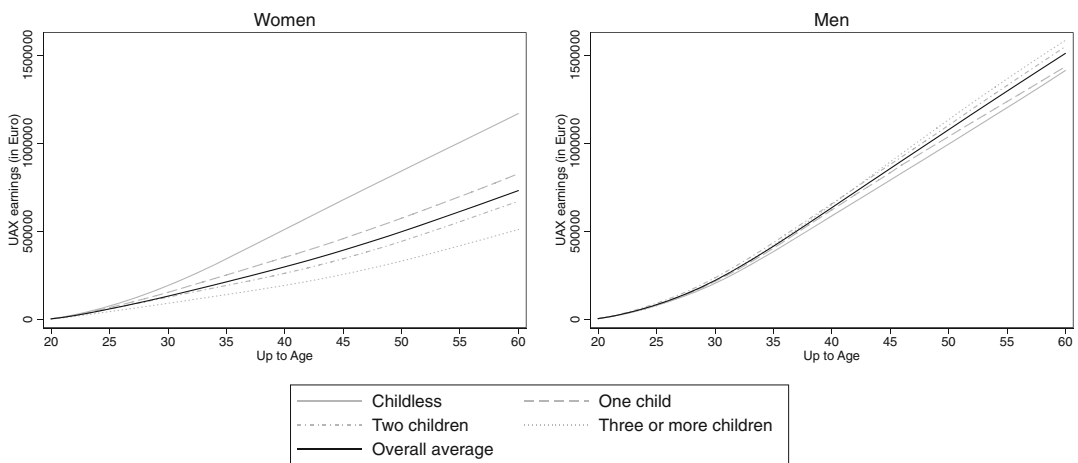 Women
UAX earnings (in Euro)
1500000
1000000
500000
0
20 25 30 35 40 45 50 55 60
Up to Age
Men
UAX earnings (in Euro)
1500000
1000000
500000
0
20 25 30 35 40 45 50 55 60
Up to Age
Childless One child
Two children Three or more children
Overall average